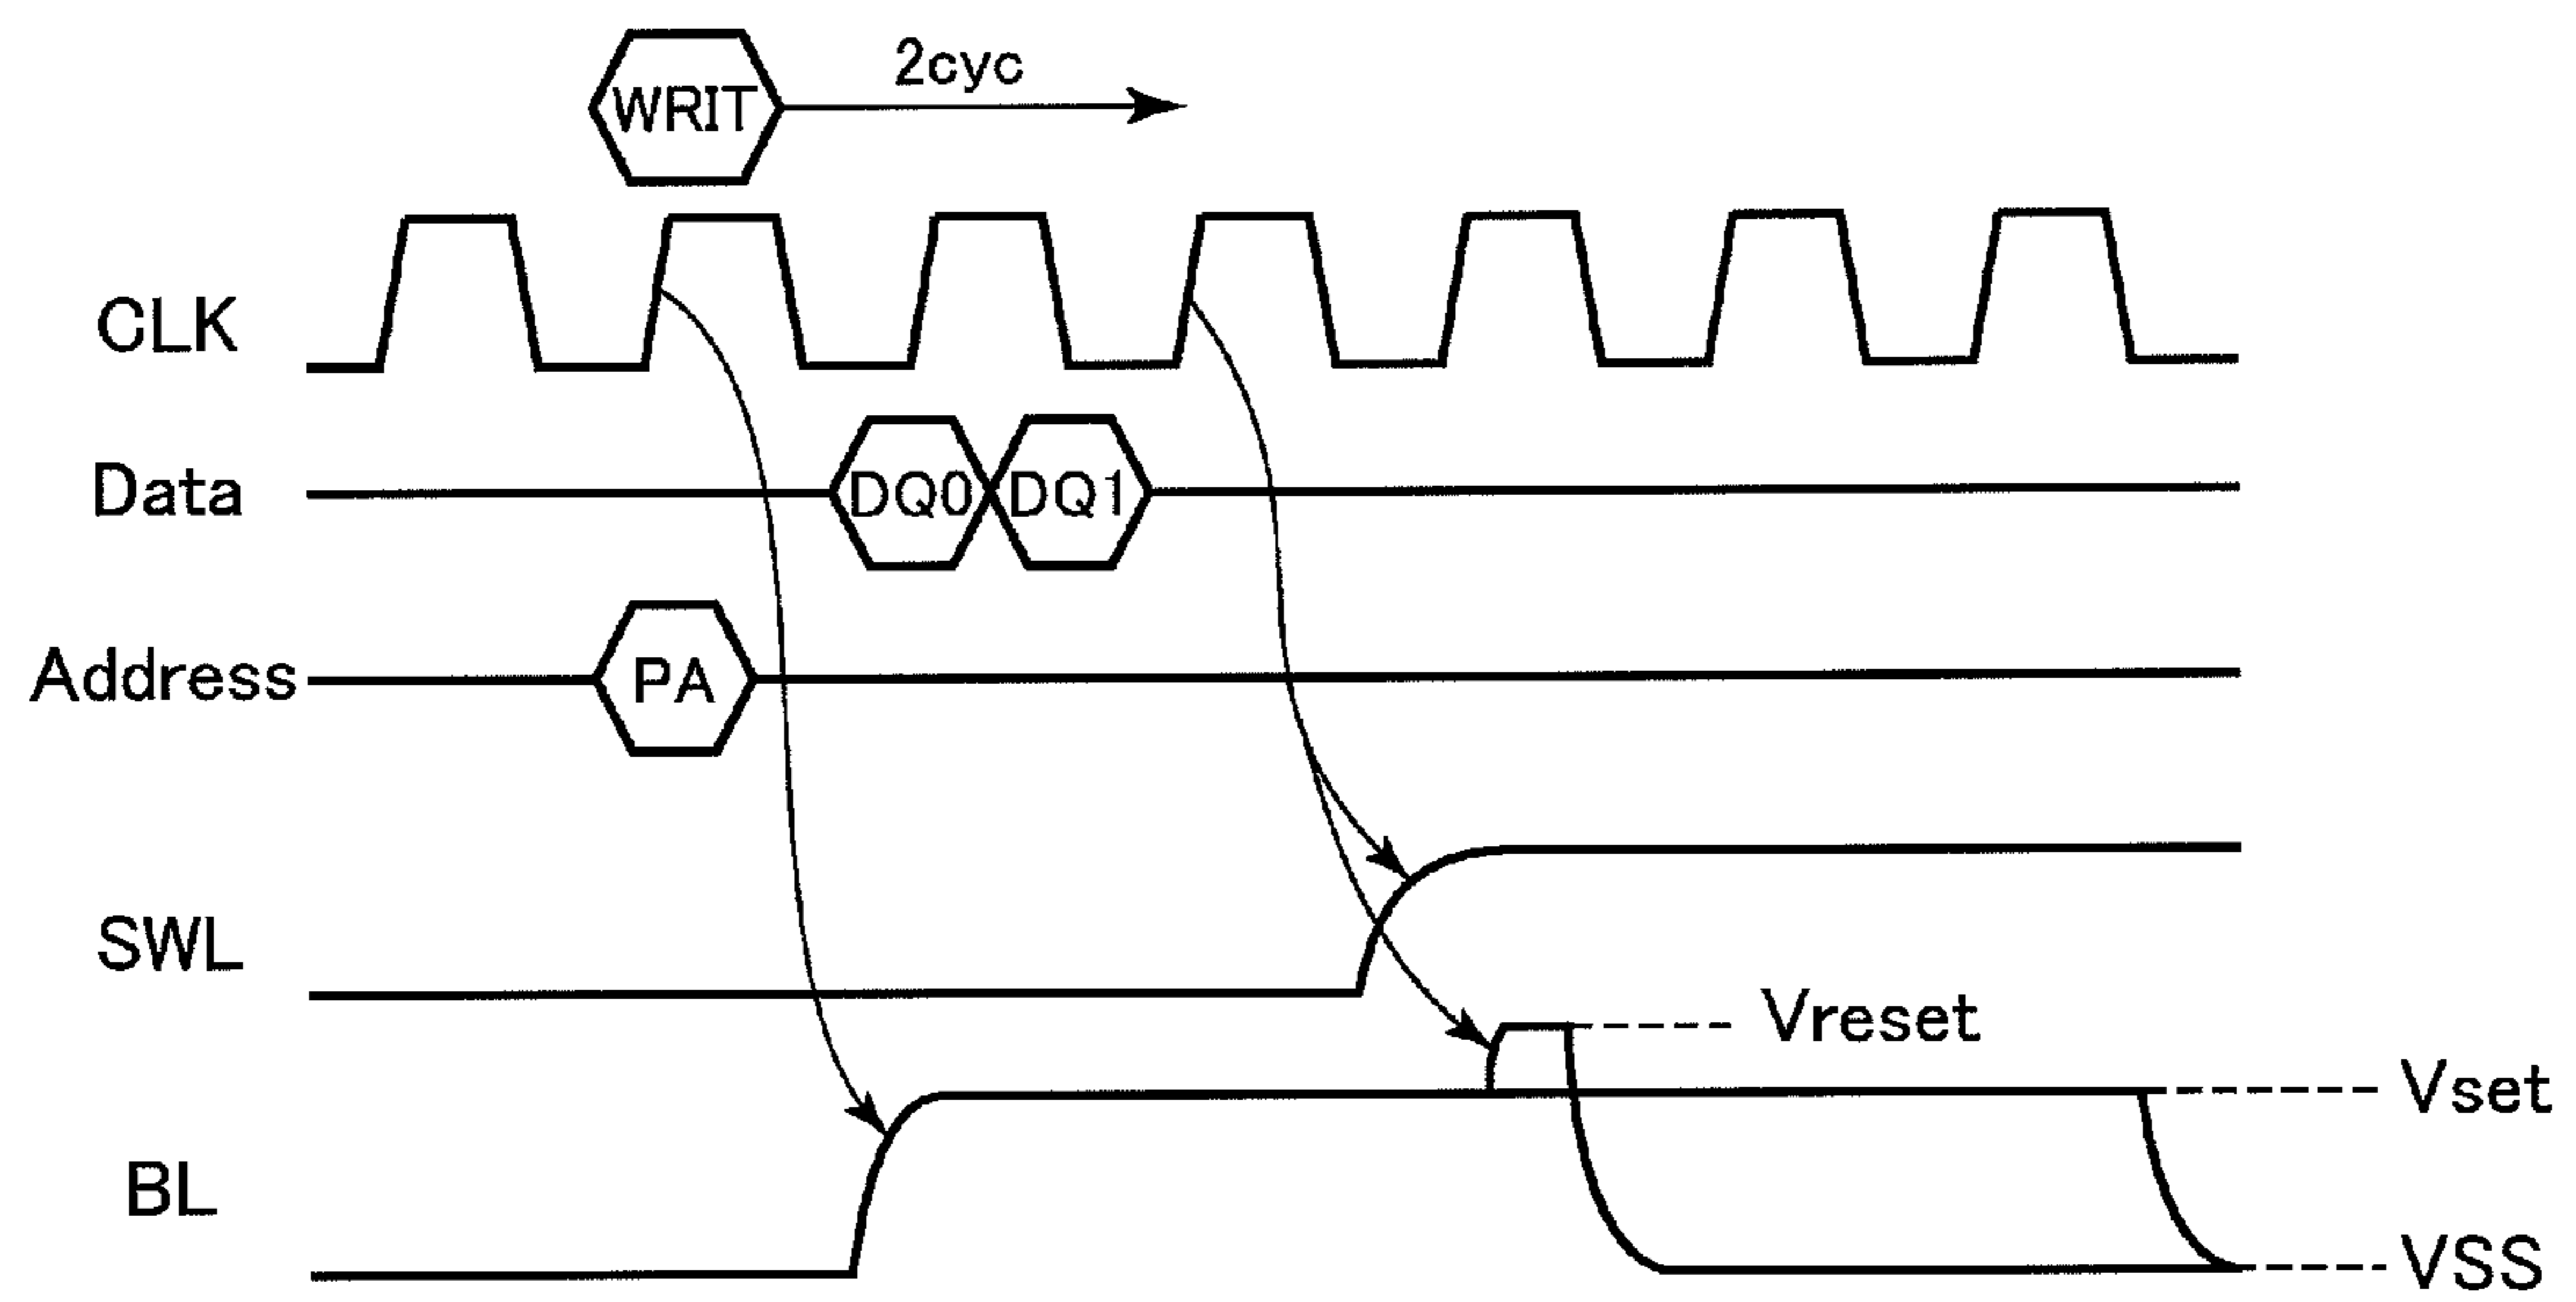 WRIT
2cyc
CLK
Data
DQ0
DQ1
Address
PA
SWL
Vreset
Vset
BL
VSS